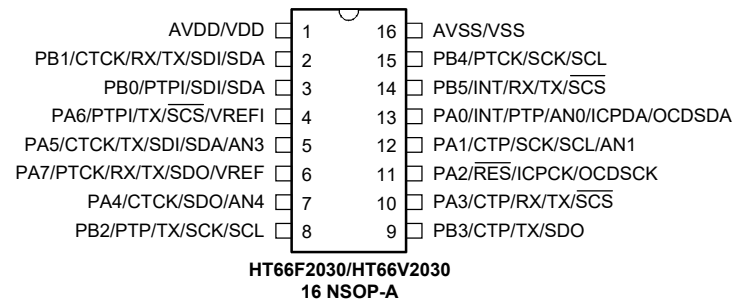 AVDD/VDD 1 16 AVSS/VSS
PB1/CTCK/RX/TX/SDI/SDA 2 15 PB4/PTCK/SCK/SCL
PB0/PTPI/SDI/SDA 3 14 PB5/INT/RX/TX/S̅C̅S̅
PA6/PTPI/TX/S̅C̅S̅/VREFI 4 13 PA0/INT/PTP/AN0/ICPDA/OCDSDA
PA5/CTCK/TX/SDI/SDA/AN3 5 12 PA1/CTP/SCK/SCL/AN1
PA7/PTCK/RX/TX/SDO/VREF 6 11 PA2/R̅E̅S̅/ICPCK/OCDSCK
PA4/CTCK/SDO/AN4 7 10 PA3/CTP/RX/TX/S̅C̅S̅
PB2/PTP/TX/SCK/SCL 8 9 PB3/CTP/TX/SDO
HT66F2030/HT66V2030
16 NSOP-A